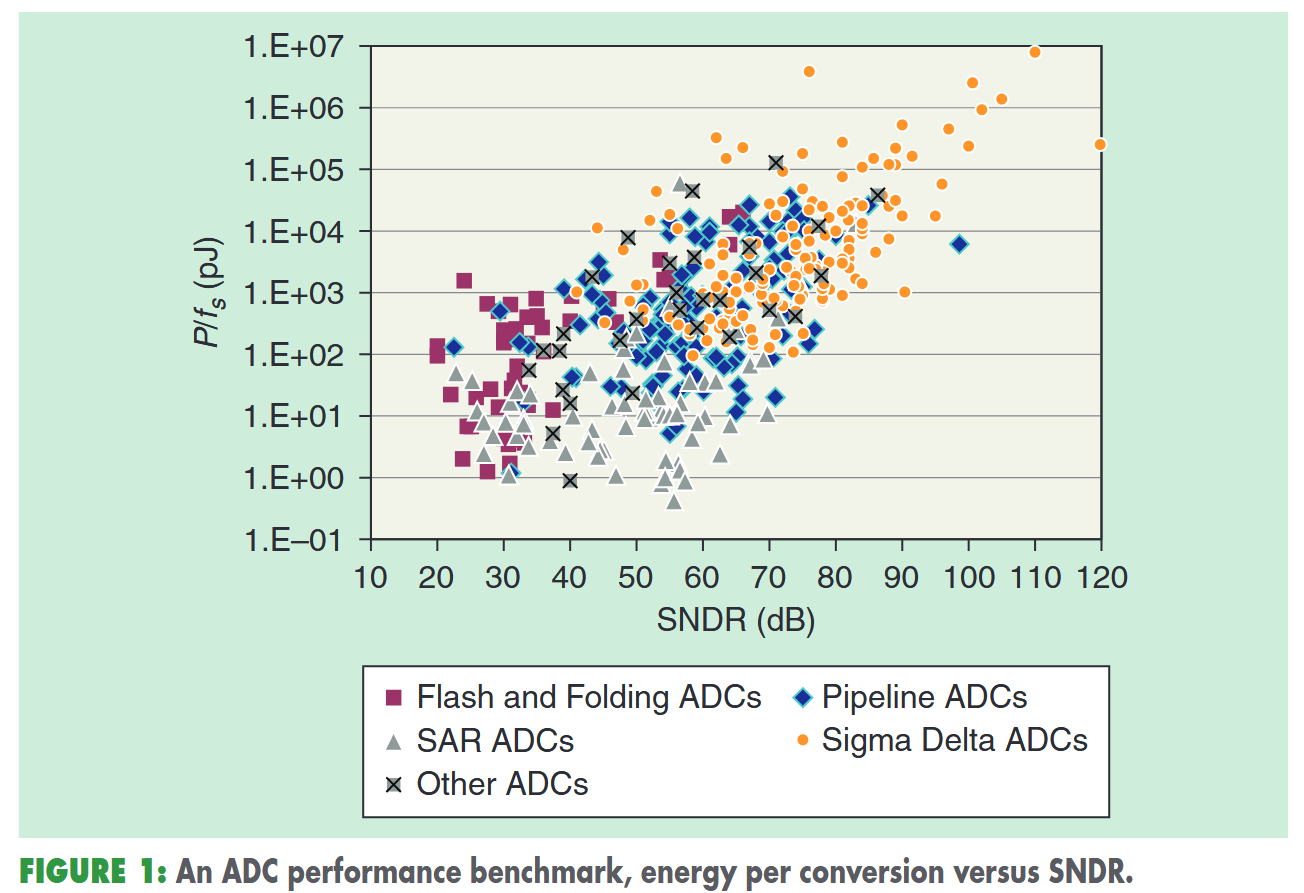 1.E+07
1.E+06
1.E+05
1.E+04
1.E+03
1.E+02
1.E+01
1.E+00
1.E–01
P/fs (pJ)
10 20 30 40 50 60 70 80 90 100 110 120
SNDR (dB)
Flash and Folding ADCs Pipeline ADCs
SAR ADCs Sigma Delta ADCs
Other ADCs
FIGURE 1: An ADC performance benchmark, energy per conversion versus SNDR.